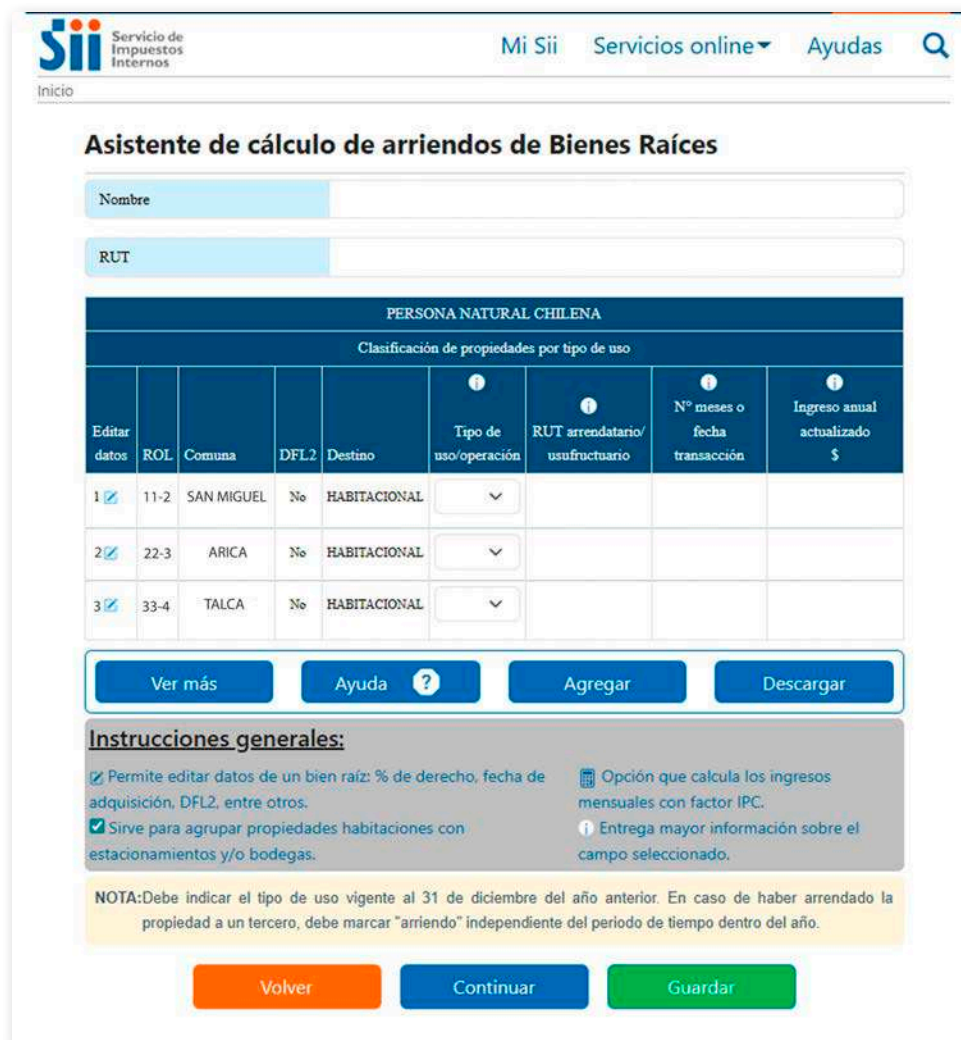 Sii Servicio de Impuestos Internos
Mi Sii Servicios online Ayudas
Inicio
Asistente de cálculo de arriendos de Bienes Raíces
Nombre
RUT
PERSONA NATURAL CHILENA
Clasificación de propiedades por tipo de uso
Editar datos ROL Comuna DFL2 Destino Tipo de uso/operación RUT arrendatario/ usufructuario N° meses o fecha transacción Ingreso anual actualizado $
1 11-2 SAN MIGUEL No HABITACIONAL
2 22-3 ARICA No HABITACIONAL
3 33-4 TALCA No HABITACIONAL
Ver más Ayuda ? Agregar Descargar
Instrucciones generales:
Permite editar datos de un bien raíz: % de derecho, fecha de
adquisición, DFL2, entre otros.
Sirve para agrupar propiedades habitaciones con
estacionamientos y/o bodegas.
Opción que calcula los ingresos
mensuales con factor IPC.
Entrega mayor información sobre el
campo seleccionado.
NOTA:Debe indicar el tipo de uso vigente al 31 de diciembre del año anterior. En caso de haber arrendado la
propiedad a un tercero, debe marcar "arriendo" independiente del periodo de tiempo dentro del año.
Volver Continuar Guardar